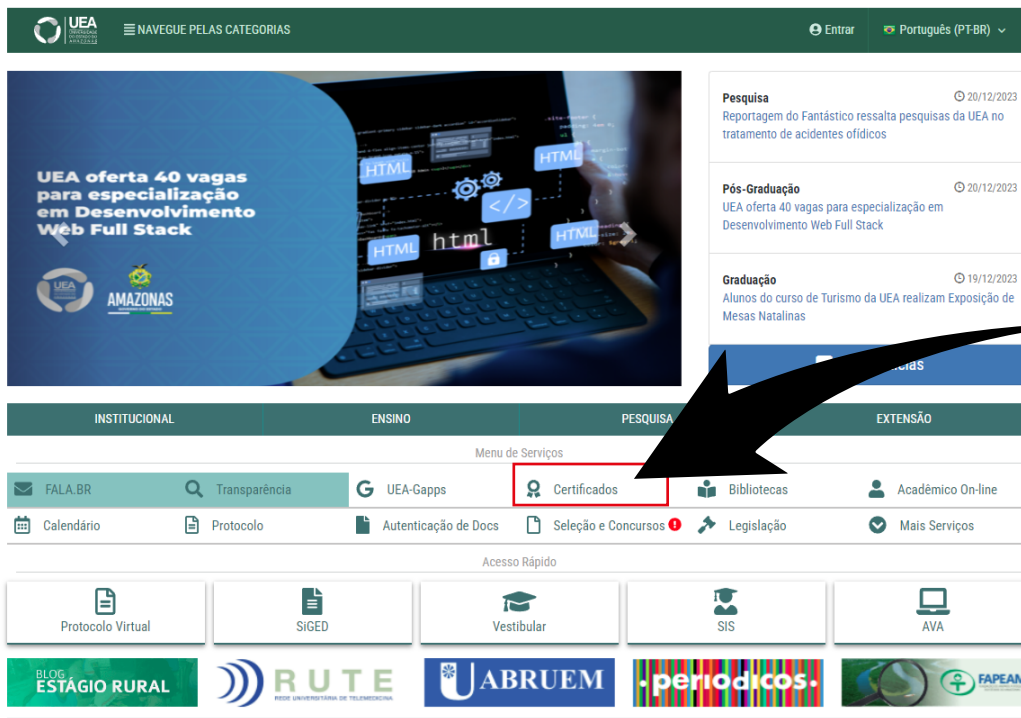 UEA
UNIVERSIDADE
DO ESTADO DO
AMAZONAS
NAVEGUE PELAS CATEGORIAS
Entrar
Português (PT-BR)
UEA oferta 40 vagas
para especialização
em Desenvolvimento
Web Full Stack
UEA
AMAZONAS
HTML
HTML
</>
HTML
html
HTML
Pesquisa
20/12/2023
Reportagem do Fantástico ressalta pesquisas da UEA no
tratamento de acidentes ofídicos
Pós-Graduação
20/12/2023
UEA oferta 40 vagas para especialização em
Desenvolvimento Web Full Stack
Graduação
19/12/2023
Alunos do curso de Turismo da UEA realizam Exposição de
Mesas Natalinas
INSTITUCIONAL
ENSINO
PESQUISA
EXTENSÃO
Menu de Serviços
FALA.BR
Transparência
G UEA-Gapps
Certificados
Bibliotecas
Acadêmico On-line
Calendário
Protocolo
Autenticação de Docs
Seleção e Concursos
Legislação
Mais Serviços
Acesso Rápido
Protocolo Virtual
SiGED
Vestibular
SIS
AVA
BLOG
ESTÁGIO RURAL
RUTE
REDE UNIVERSITÁRIA DE TELEMEDICINA
ABRUEM
.periodicos.
FAPEAM